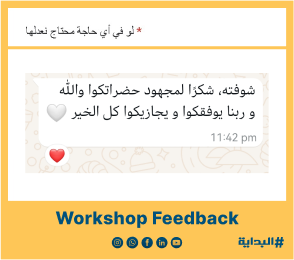 * لو في أي حاجة محتاج نعدلها
شوفته، شكرًا لمجهود حضراتكوا والله
و ربنا يوفقكوا و يجازيكوا كل الخير 🤍
11:42 pm
❤️
Workshop Feedback
#البداية